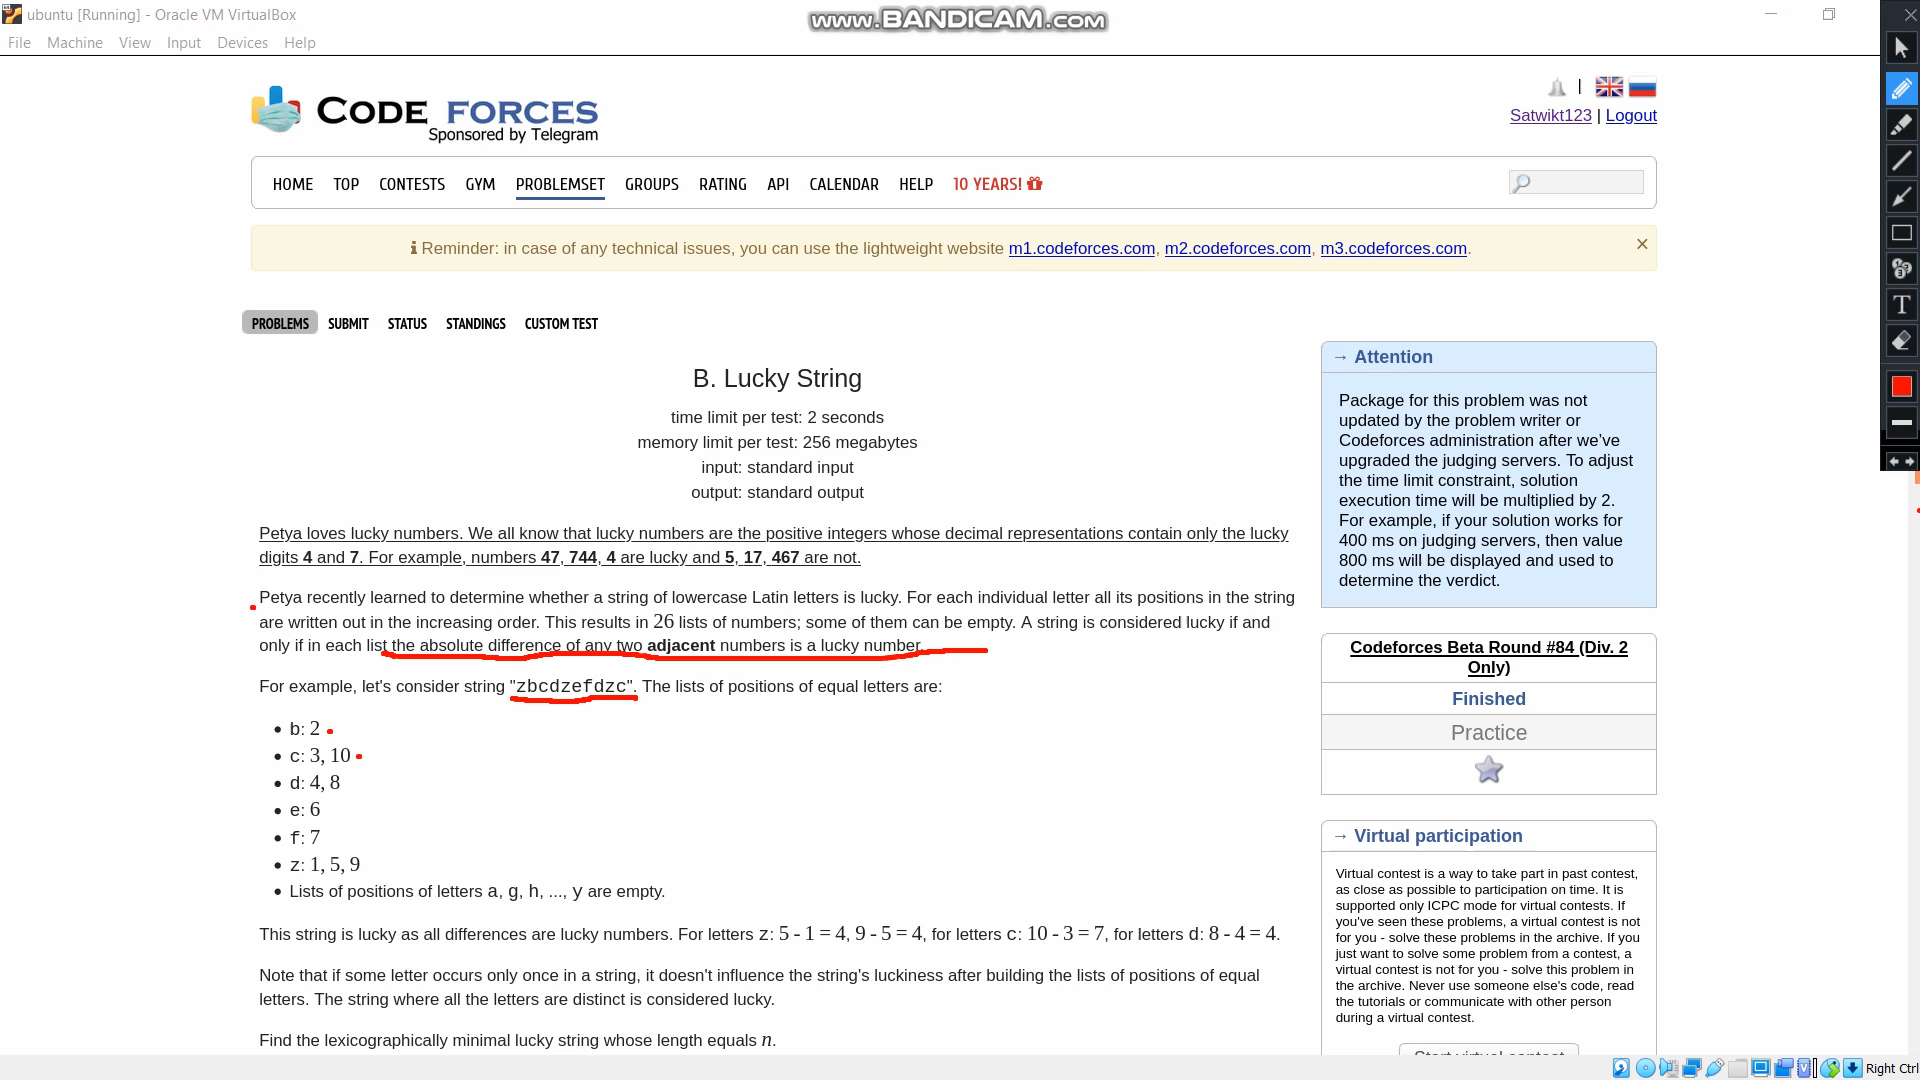 ubuntu [Running] - Oracle VM VirtualBox
www.BANDICAM.com
File Machine View Input Devices Help
CODE FORCES
Sponsored by Telegram
|
Satwikt123 | Logout
HOME TOP CONTESTS GYM PROBLEMSET GROUPS RATING API CALENDAR HELP 10 YEARS!
Reminder: in case of any technical issues, you can use the lightweight website m1.codeforces.com, m2.codeforces.com, m3.codeforces.com.
PROBLEMS SUBMIT STATUS STANDINGS CUSTOM TEST
B. Lucky String
time limit per test: 2 seconds
memory limit per test: 256 megabytes
input: standard input
output: standard output
Petya loves lucky numbers. We all know that lucky numbers are the positive integers whose decimal representations contain only the lucky
digits 4 and 7. For example, numbers 47, 744, 4 are lucky and 5, 17, 467 are not.
Petya recently learned to determine whether a string of lowercase Latin letters is lucky. For each individual letter all its positions in the string
are written out in the increasing order. This results in 26 lists of numbers; some of them can be empty. A string is considered lucky if and
only if in each list the absolute difference of any two adjacent numbers is a lucky number.
For example, let's consider string "zbcdzefdzc". The lists of positions of equal letters are:
• b: 2
• c: 3, 10
• d: 4, 8
• e: 6
• f: 7
• z: 1, 5, 9
• Lists of positions of letters a, g, h, ..., y are empty.
This string is lucky as all differences are lucky numbers. For letters z: 5 - 1 = 4, 9 - 5 = 4, for letters c: 10 - 3 = 7, for letters d: 8 - 4 = 4.
Note that if some letter occurs only once in a string, it doesn't influence the string's luckiness after building the lists of positions of equal
letters. The string where all the letters are distinct is considered lucky.
Find the lexicographically minimal lucky string whose length equals n.
→ Attention
Package for this problem was not
updated by the problem writer or
Codeforces administration after we've
upgraded the judging servers. To adjust
the time limit constraint, solution
execution time will be multiplied by 2.
For example, if your solution works for
400 ms on judging servers, then value
800 ms will be displayed and used to
determine the verdict.
Codeforces Beta Round #84 (Div. 2
Only)
Finished
Practice
→ Virtual participation
Virtual contest is a way to take part in past contest,
as close as possible to participation on time. It is
supported only ICPC mode for virtual contests. If
you've seen these problems, a virtual contest is not
for you - solve these problems in the archive. If you
just want to solve some problem from a contest, a
virtual contest is not for you - solve this problem in
the archive. Never use someone else's code, read
the tutorials or communicate with other person
during a virtual contest.
Start virtual contest
Right Ctrl